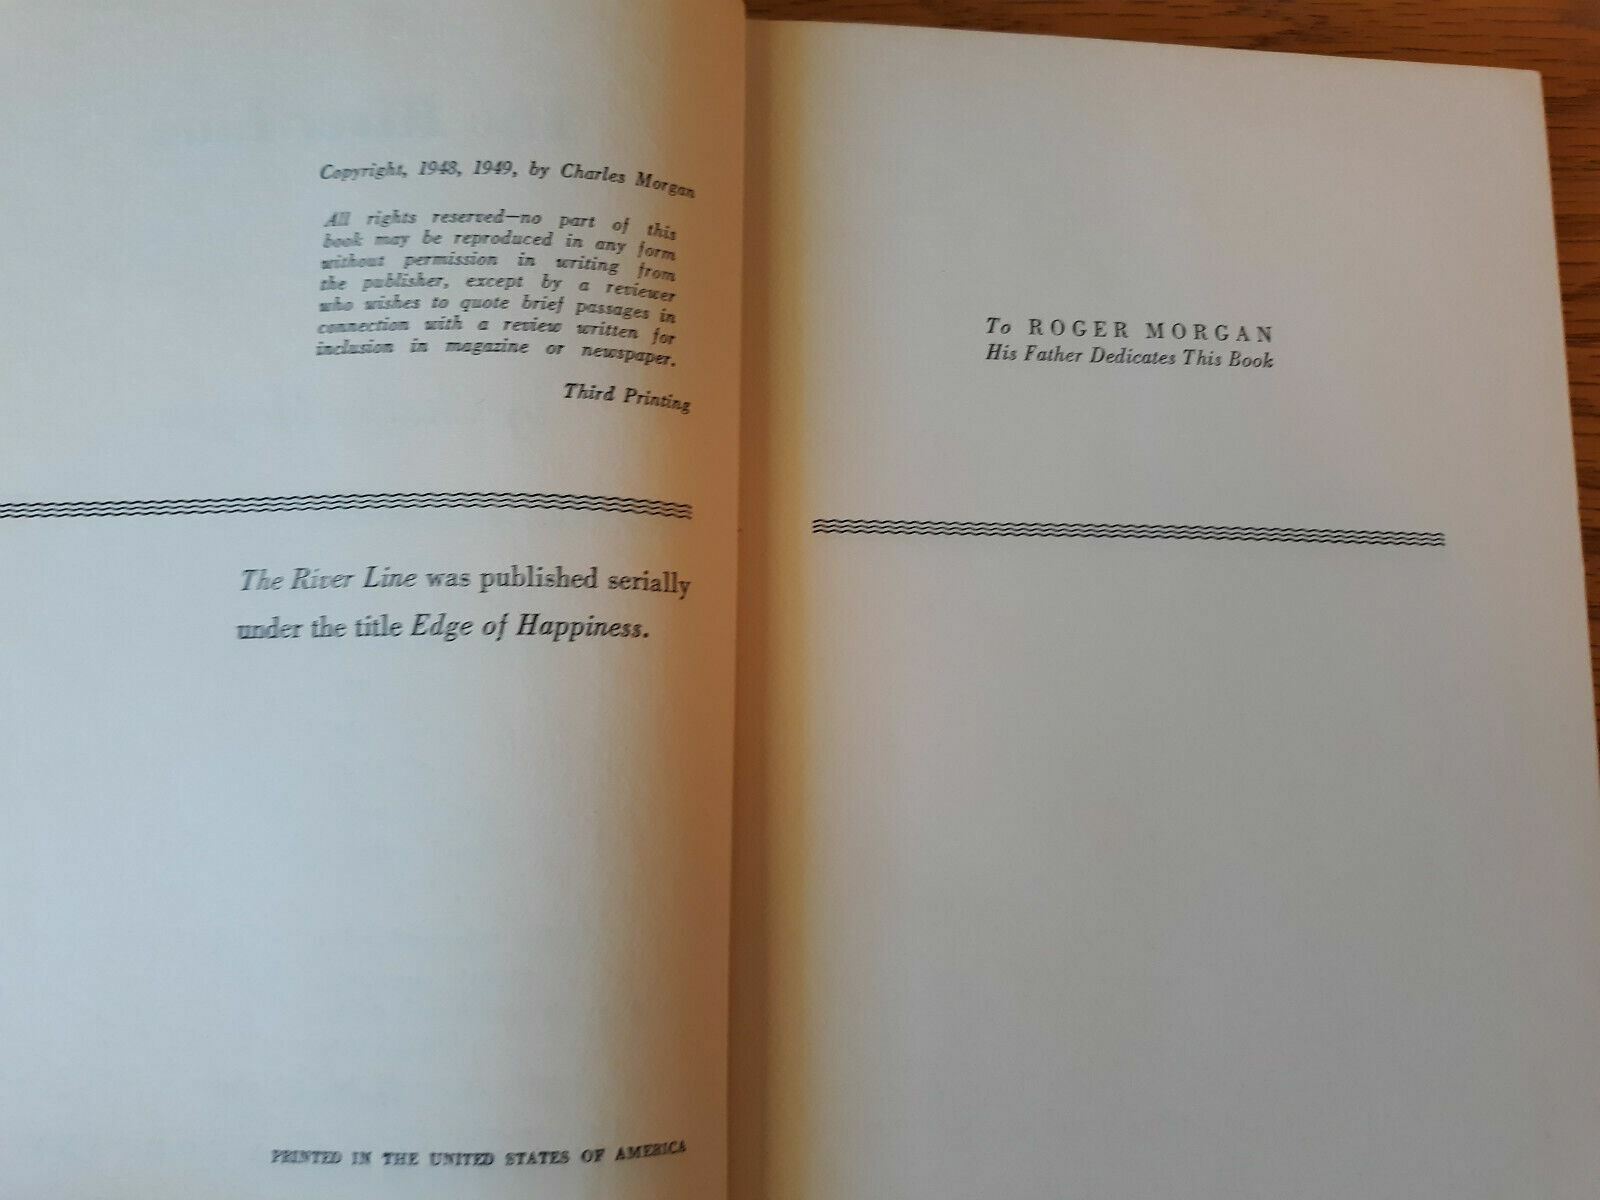 Copyright, 1948, 1949, by Charles Morgan
All rights reserved—no part of this
book may be reproduced in any form
without permission in writing from
the publisher, except by a reviewer
who wishes to quote brief passages in
connection with a review written for
inclusion in magazine or newspaper.
Third Printing
The River Line was published serially
under the title Edge of Happiness.
PRINTED IN THE UNITED STATES OF AMERICA
To ROGER MORGAN
His Father Dedicates This Book